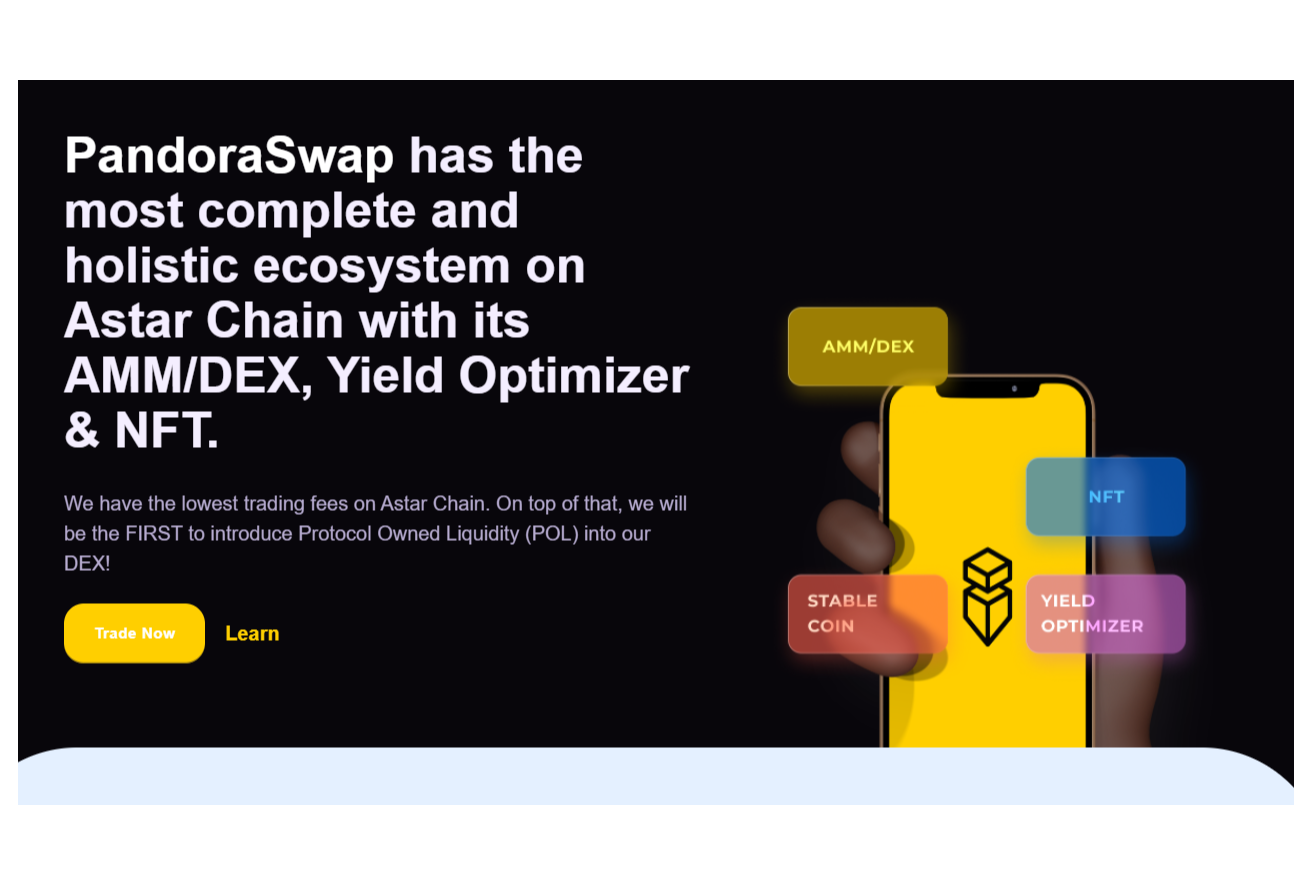 PandoraSwap has the
most complete and
holistic ecosystem on
Astar Chain with its
AMM/DEX, Yield Optimizer
& NFT.
We have the lowest trading fees on Astar Chain. On top of that, we will
be the FIRST to introduce Protocol Owned Liquidity (POL) into our
DEX!
Trade Now
Learn
AMM/DEX
NFT
STABLE
COIN
YIELD
OPTIMIZER